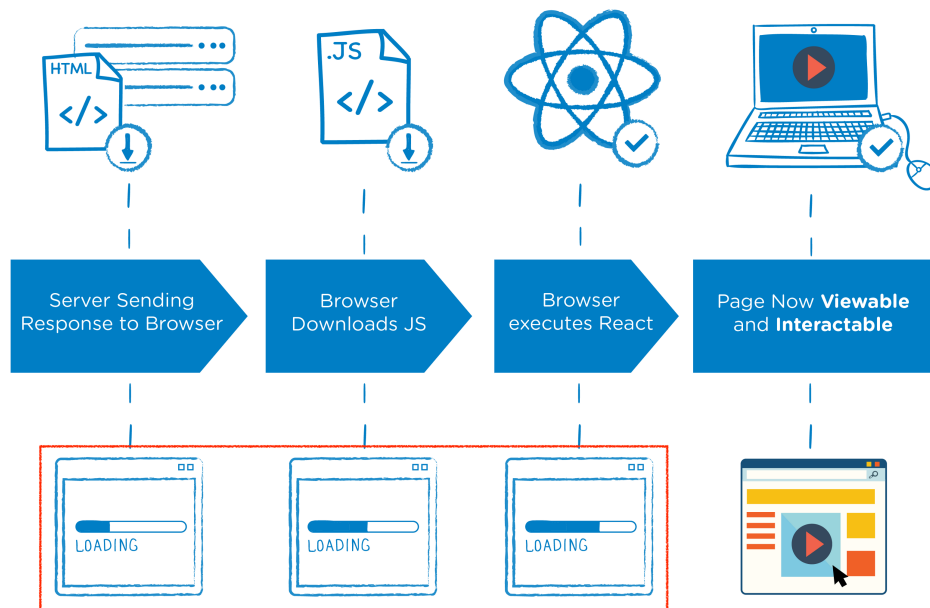 HTML
</>
.JS
</>
Server Sending
Response to Browser
Browser
Downloads JS
Browser
executes React
Page Now Viewable
and Interactable
LOADING
LOADING
LOADING